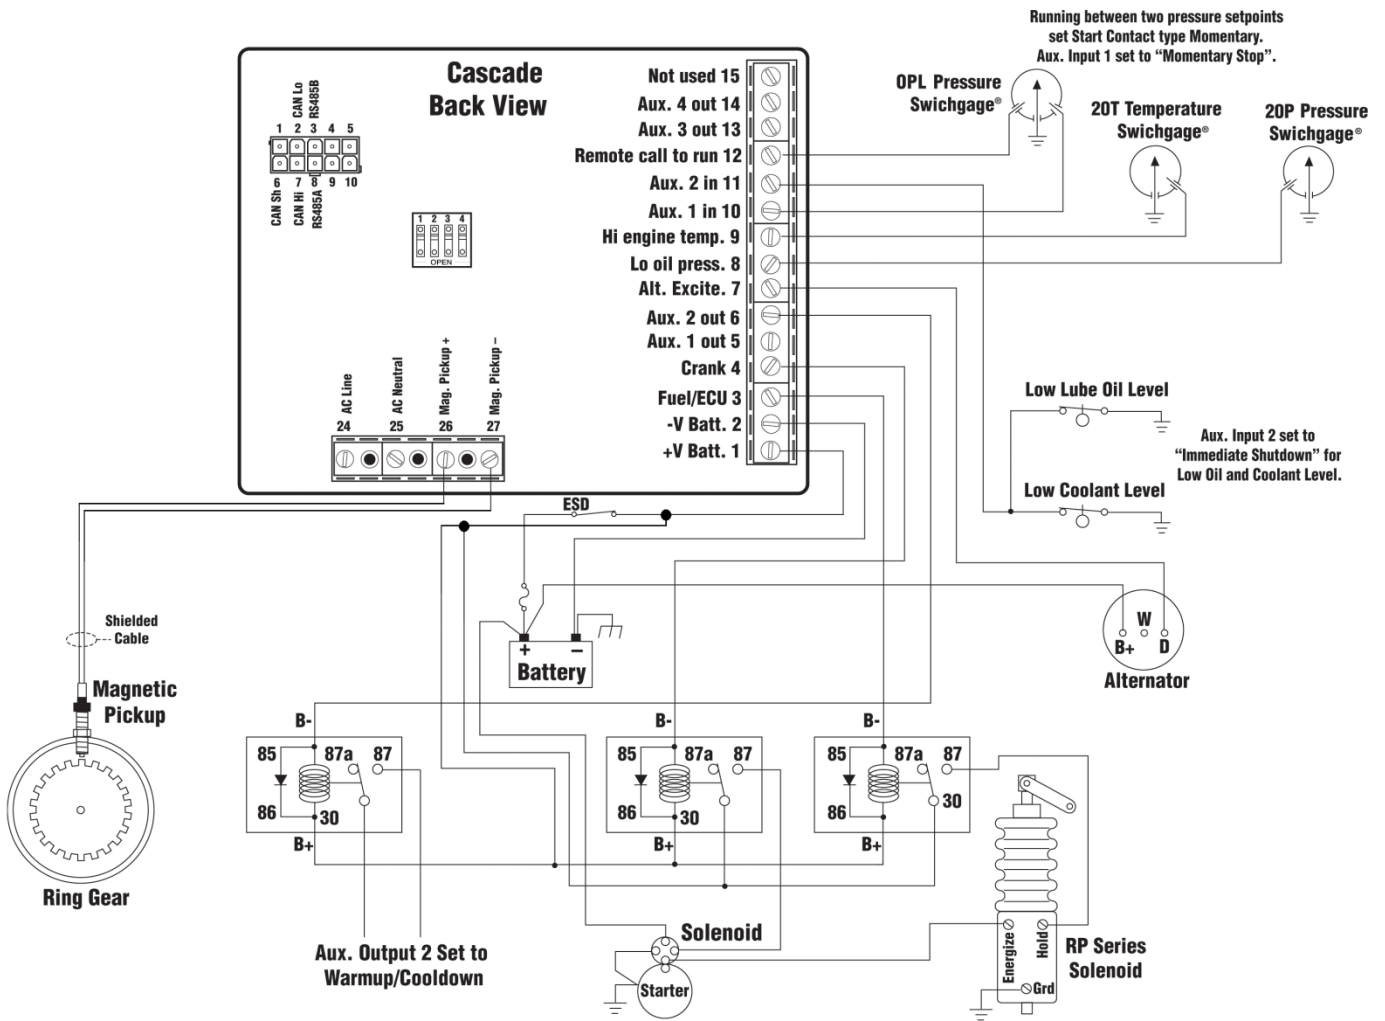 Running between two pressure setpoints
set Start Contact type Momentary.
Aux. Input 1 set to “Momentary Stop”.
Cascade
Back View
CAN Lo
RS485B
1 2 3 4 5
6 7 8 9 10
CAN Sh
CAN Hi
RS485A
1 2 3 4
OPEN
Not used 15
Aux. 4 out 14
Aux. 3 out 13
Remote call to run 12
Aux. 2 in 11
Aux. 1 in 10
Hi engine temp. 9
Lo oil press. 8
Alt. Excite. 7
Aux. 2 out 6
Aux. 1 out 5
Crank 4
Fuel/ECU 3
-V Batt. 2
+V Batt. 1
OPL Pressure
Swichgage®
20T Temperature
Swichgage®
20P Pressure
Swichgage®
AC Line
24
AC Neutral
25
Mag. Pickup +
26
Mag. Pickup –
27
Low Lube Oil Level
Aux. Input 2 set to
“Immediate Shutdown” for
Low Oil and Coolant Level.
Low Coolant Level
ESD
Shielded
Cable
Magnetic
Pickup
Ring Gear
+ –
Battery
W
B+ D
Alternator
B-
85 87a 87
86 30
B+
B-
85 87a 87
86 30
B+
B-
85 87a 87
86 30
B+
Aux. Output 2 Set to
Warmup/Cooldown
Solenoid
Starter
Energize
Hold
Grd
RP Series
Solenoid